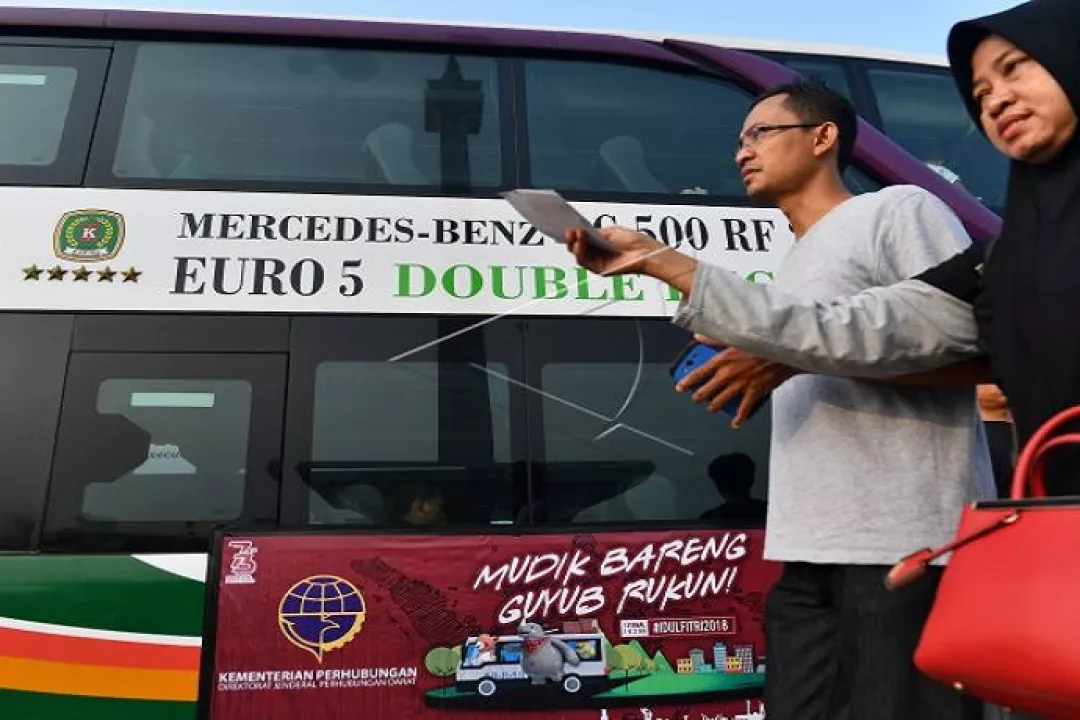 K
MERCEDES-BENZ 500 RF
EURO 5 DOUBLE
MUDIK BARENG
GUYUB RUKUN!
#IDULFITRI2018
KEMENTERIAN PERHUBUNGAN
DIREKTORAT JENDERAL PERHUBUNGAN DARAT